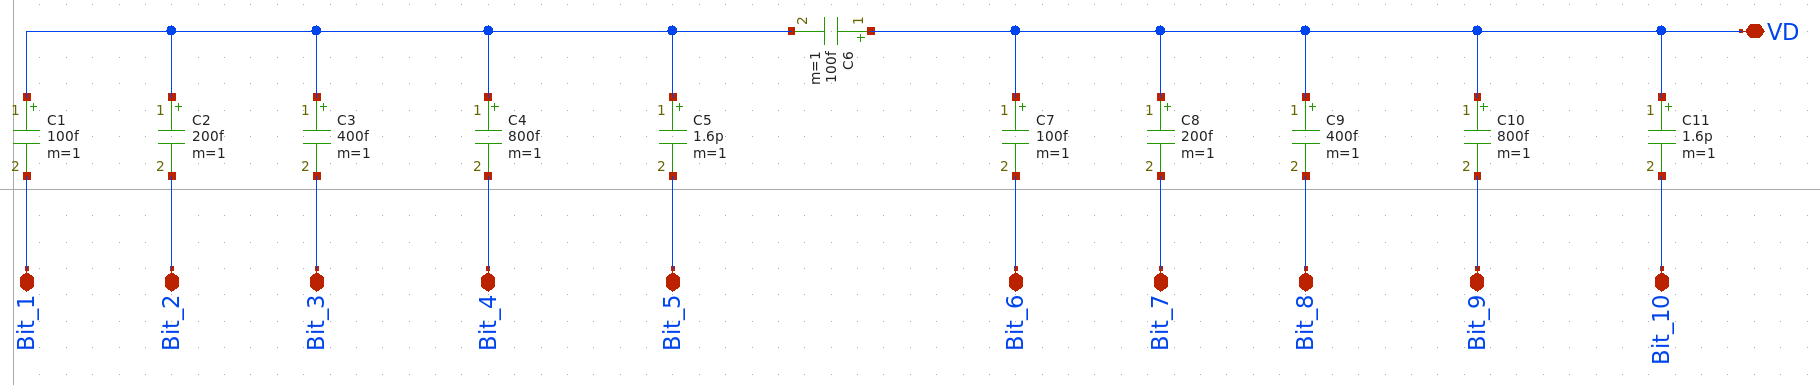 2
1
+
VD
m=1
100f
C6
1
+
C1
100f
m=1
2
1
+
C2
200f
m=1
2
1
+
C3
400f
m=1
2
1
+
C4
800f
m=1
2
1
+
C5
1.6p
m=1
2
1
+
C7
100f
m=1
2
1
+
C8
200f
m=1
2
1
+
C9
400f
m=1
2
1
+
C10
800f
m=1
2
1
+
C11
1.6p
m=1
2
Bit_1
Bit_2
Bit_3
Bit_4
Bit_5
Bit_6
Bit_7
Bit_8
Bit_9
Bit_10